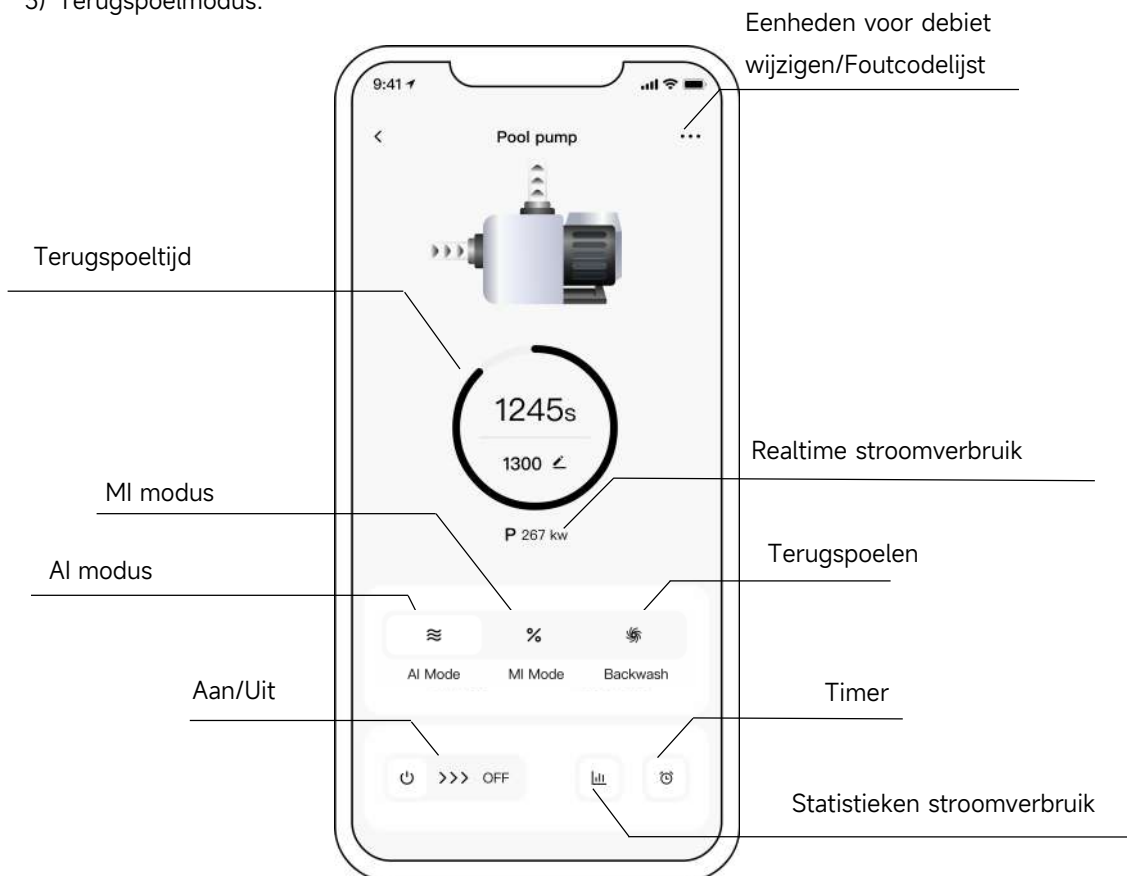 3) Terugspoelmodus:
Eenheden voor debiet
wijzigen/Foutcodelijst
9:41
Pool pump
Terugspoeltijd
1245s
1300
Realtime stroomverbruik
MI modus
P 267 kw
Terugspoelen
AI modus
%
AI Mode
MI Mode
Backwash
Aan/Uit
Timer
>>> OFF
Statistieken stroomverbruik